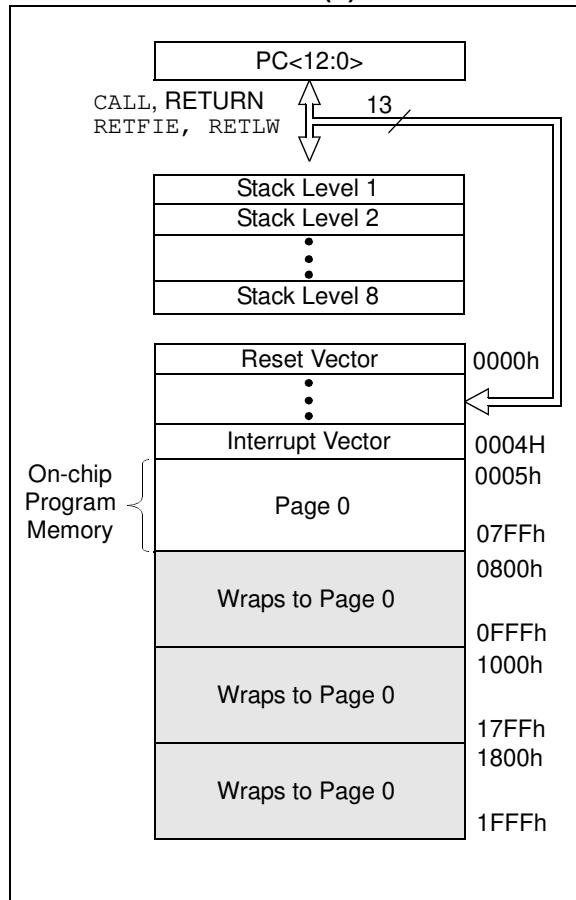 PC<12:0>
CALL, RETURN
RETFIE, RETLW
13
Stack Level 1
Stack Level 2
Stack Level 8
Reset Vector
0000h
Interrupt Vector
0004H
On-chip
Program
Memory
Page 0
0005h
07FFh
Wraps to Page 0
0800h
0FFFh
Wraps to Page 0
1000h
17FFh
Wraps to Page 0
1800h
1FFFh